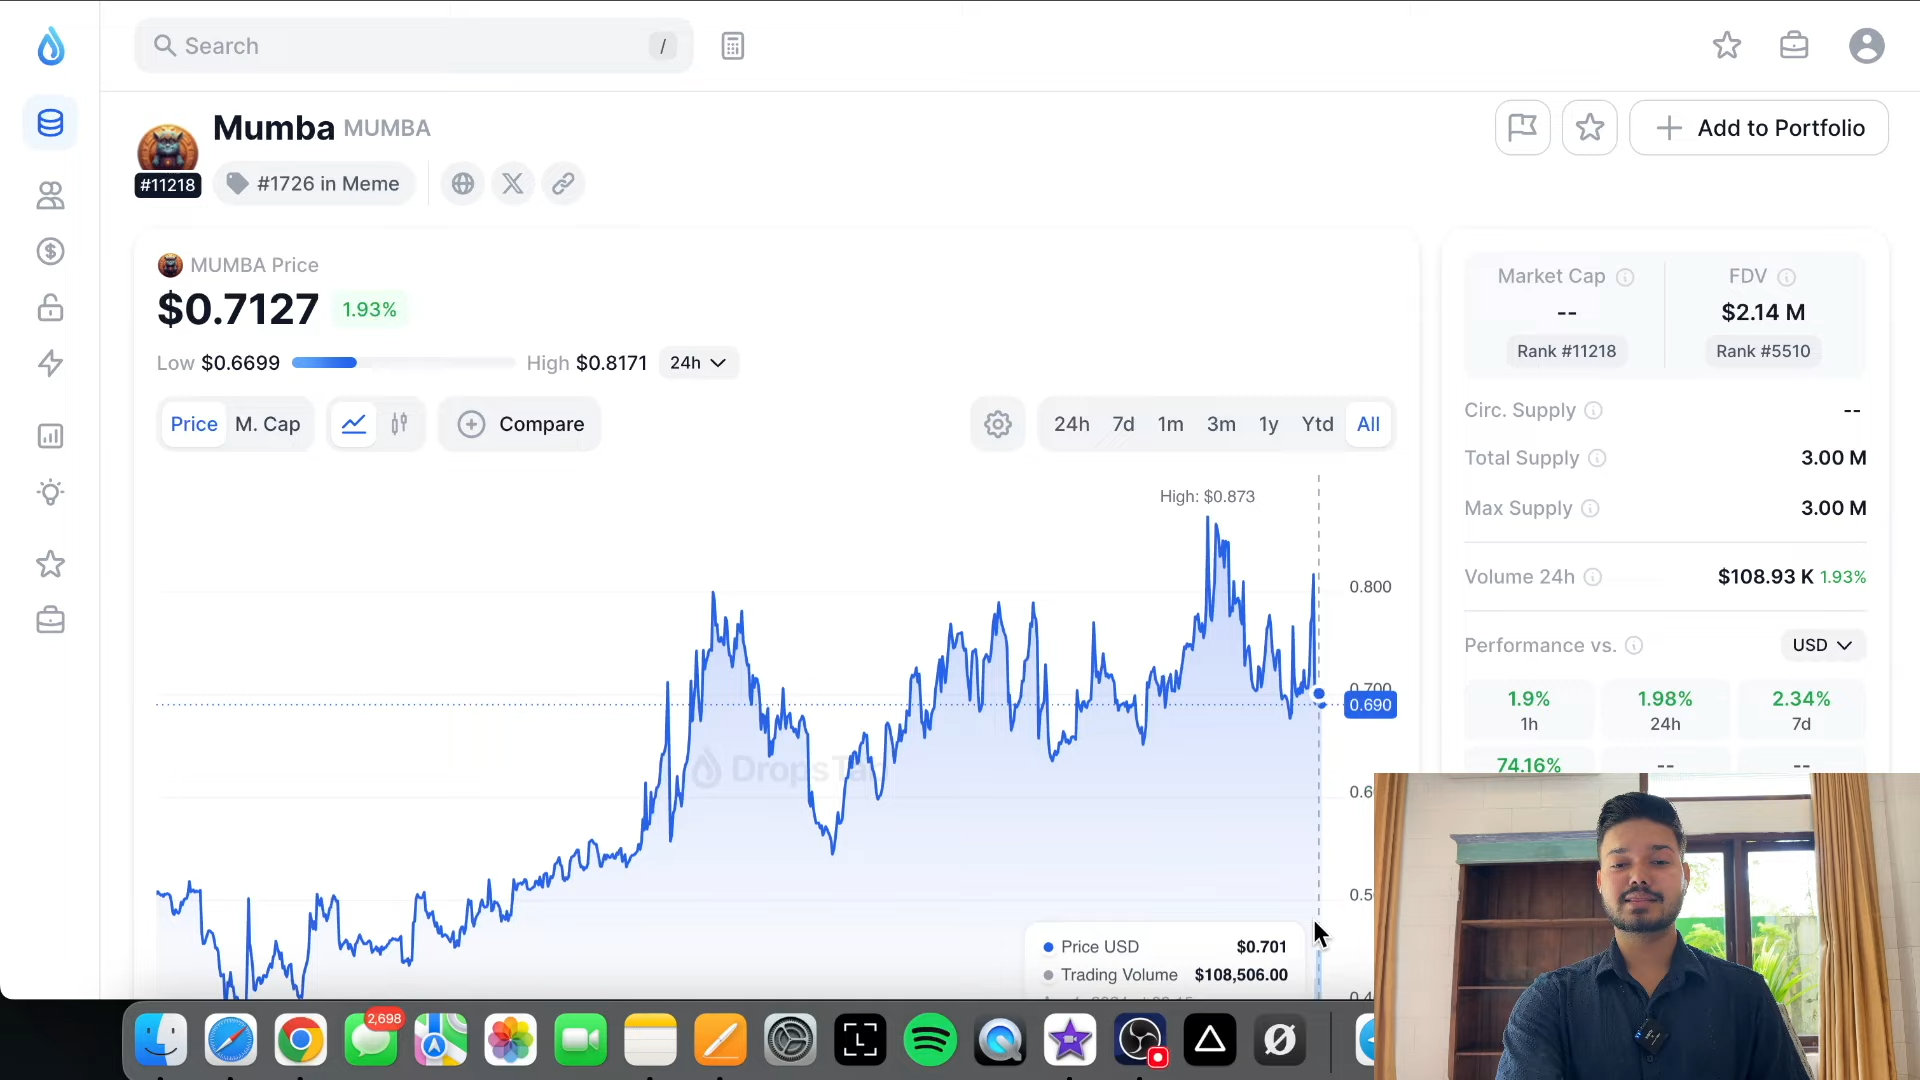 Search
/
Mumba MUMBA
#11218
#1726 in Meme
Add to Portfolio
MUMBA Price
$0.7127 1.93%
Low $0.6699 High $0.8171 24h
Price M. Cap
Compare
24h 7d 1m 3m 1y Ytd All
High: $0.873
0.800
0.700
0.690
DropsTa
Price USD $0.701
Trading Volume $108,506.00
Market Cap
--
Rank #11218
FDV
$2.14 M
Rank #5510
Circ. Supply --
Total Supply 3.00 M
Max Supply 3.00 M
Volume 24h $108.93 K 1.93%
Performance vs. USD
1.9% 1.98% 2.34%
1h 24h 7d
74.16% -- --
2,698